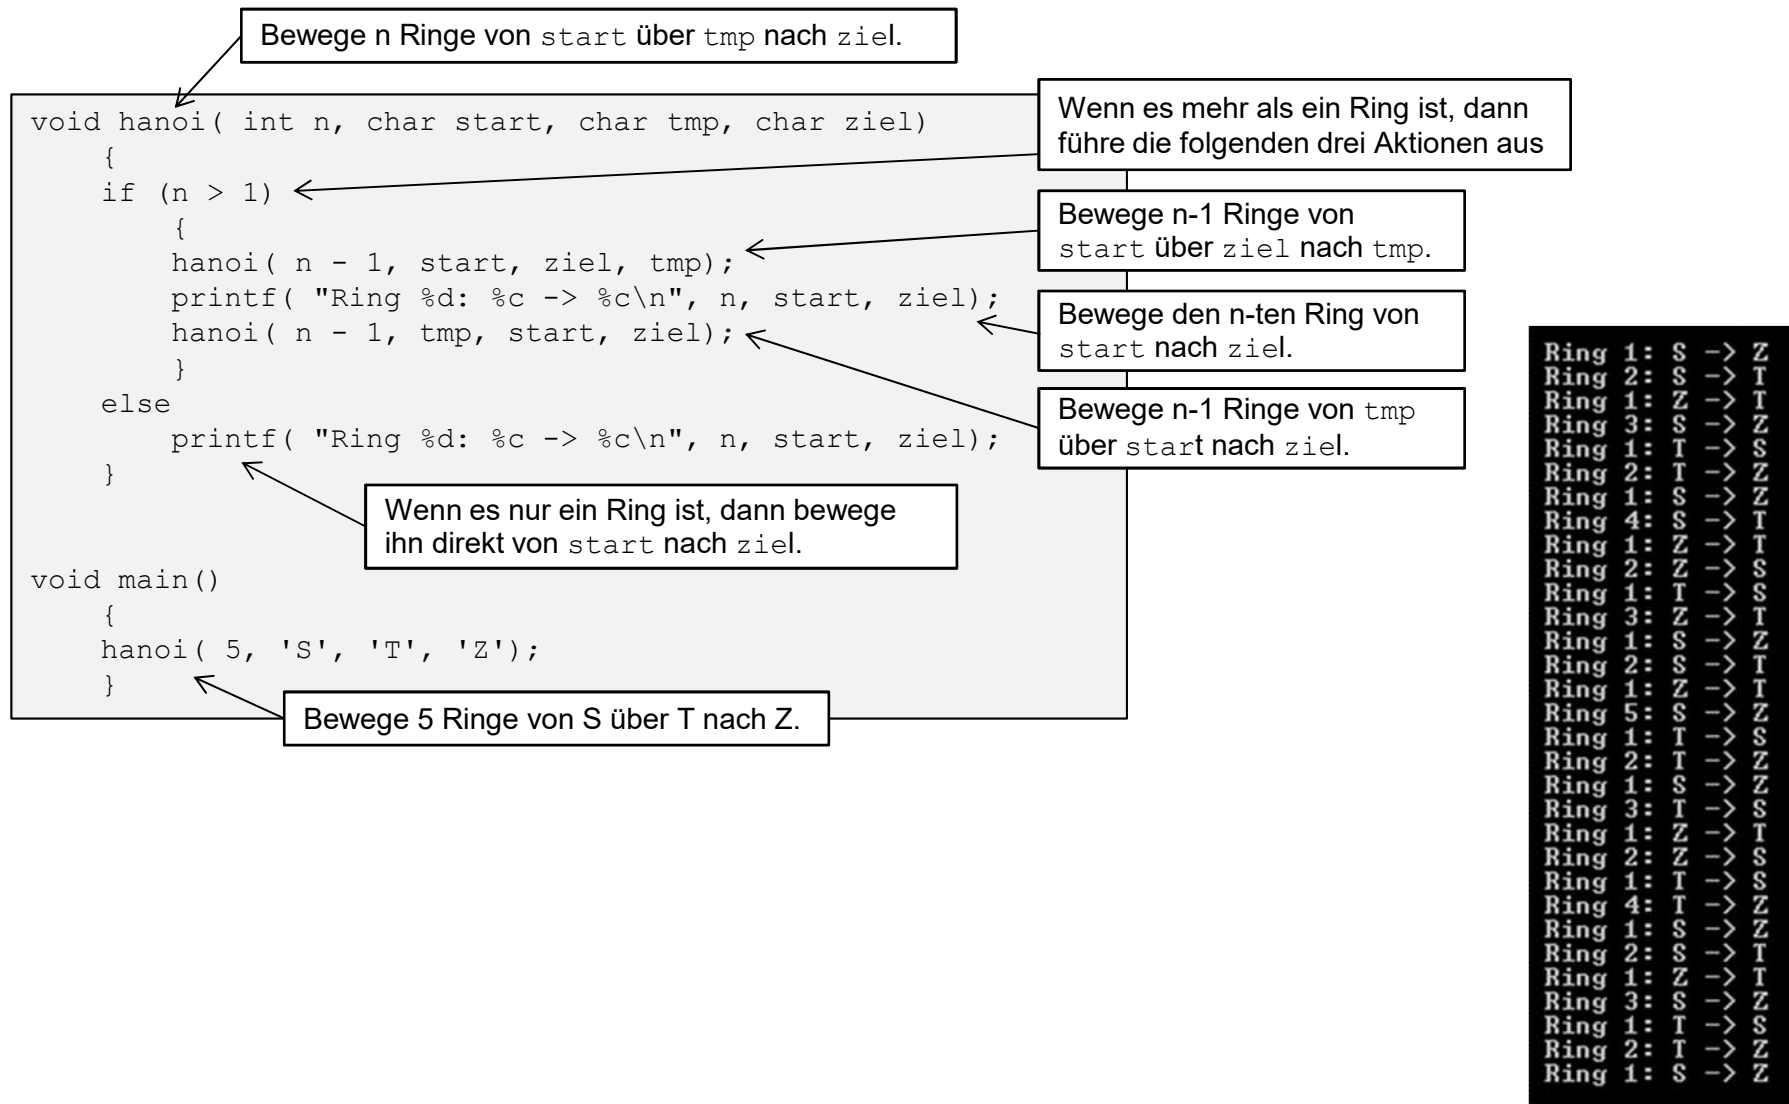 Bewege n Ringe von start über tmp nach ziel.
void hanoi( int n, char start, char tmp, char ziel)
{
if (n > 1)
{
hanoi( n - 1, start, ziel, tmp);
printf( "Ring %d: %c -> %c\n", n, start, ziel);
hanoi( n - 1, tmp, start, ziel);
}
else
printf( "Ring %d: %c -> %c\n", n, start, ziel);
}
Wenn es mehr als ein Ring ist, dann
führe die folgenden drei Aktionen aus
Bewege n-1 Ringe von
start über ziel nach tmp.
Bewege den n-ten Ring von
start nach ziel.
Bewege n-1 Ringe von tmp
über start nach ziel.
Wenn es nur ein Ring ist, dann bewege
ihn direkt von start nach ziel.
void main()
{
hanoi( 5, 'S', 'T', 'Z');
}
Bewege 5 Ringe von S über T nach Z.
Ring 1: S -> Z
Ring 2: S -> T
Ring 1: Z -> T
Ring 3: S -> Z
Ring 1: T -> S
Ring 2: T -> Z
Ring 1: S -> Z
Ring 4: S -> T
Ring 1: Z -> T
Ring 2: Z -> S
Ring 1: T -> S
Ring 3: Z -> T
Ring 1: S -> Z
Ring 2: S -> T
Ring 1: Z -> T
Ring 5: S -> Z
Ring 1: T -> S
Ring 2: T -> Z
Ring 1: S -> Z
Ring 3: T -> S
Ring 1: Z -> T
Ring 2: Z -> S
Ring 1: T -> S
Ring 4: T -> Z
Ring 1: S -> Z
Ring 2: S -> T
Ring 1: Z -> T
Ring 3: S -> Z
Ring 1: T -> S
Ring 2: T -> Z
Ring 1: S -> Z